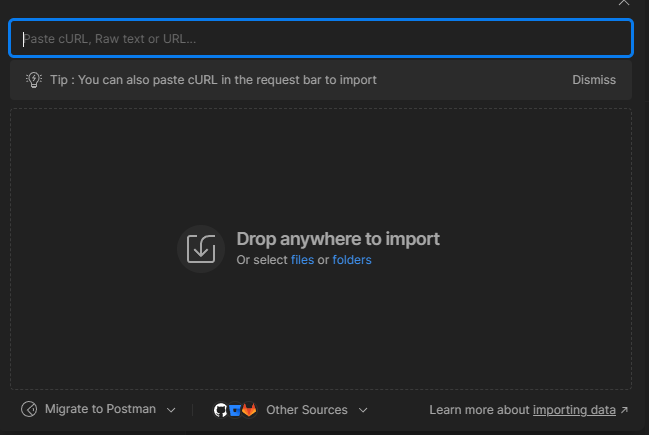 Paste cURL, Raw text or URL...
Tip : You can also paste cURL in the request bar to import Dismiss
Drop anywhere to import
Or select files or folders
Migrate to Postman Other Sources Learn more about importing data ↗